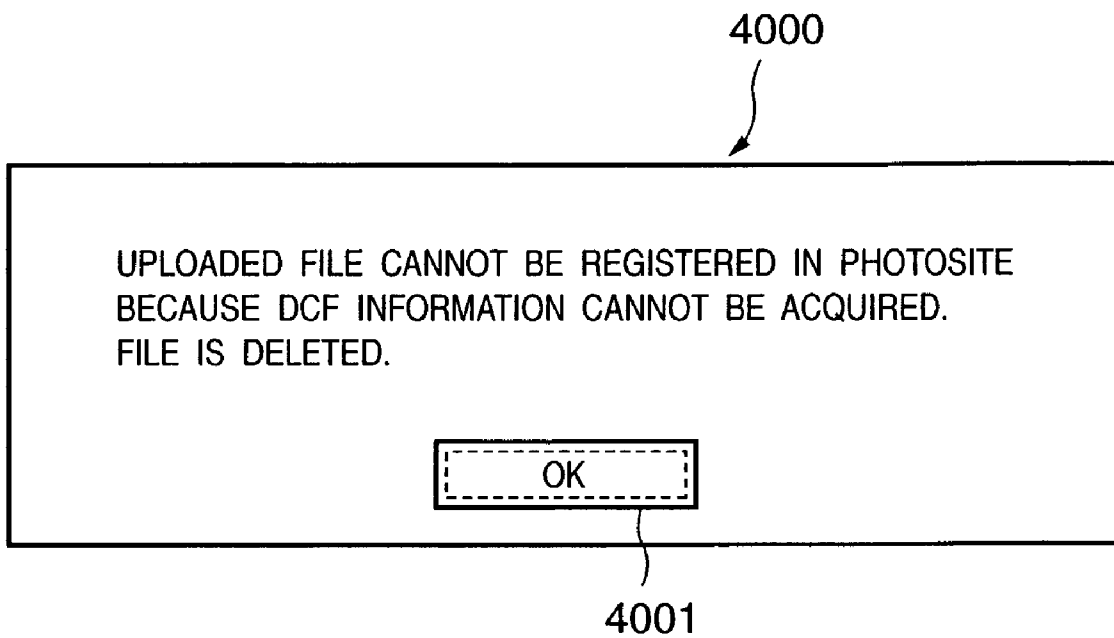 4000
UPLOADED FILE CANNOT BE REGISTERED IN PHOTOSITE
BECAUSE DCF INFORMATION CANNOT BE ACQUIRED.
FILE IS DELETED.
OK
4001